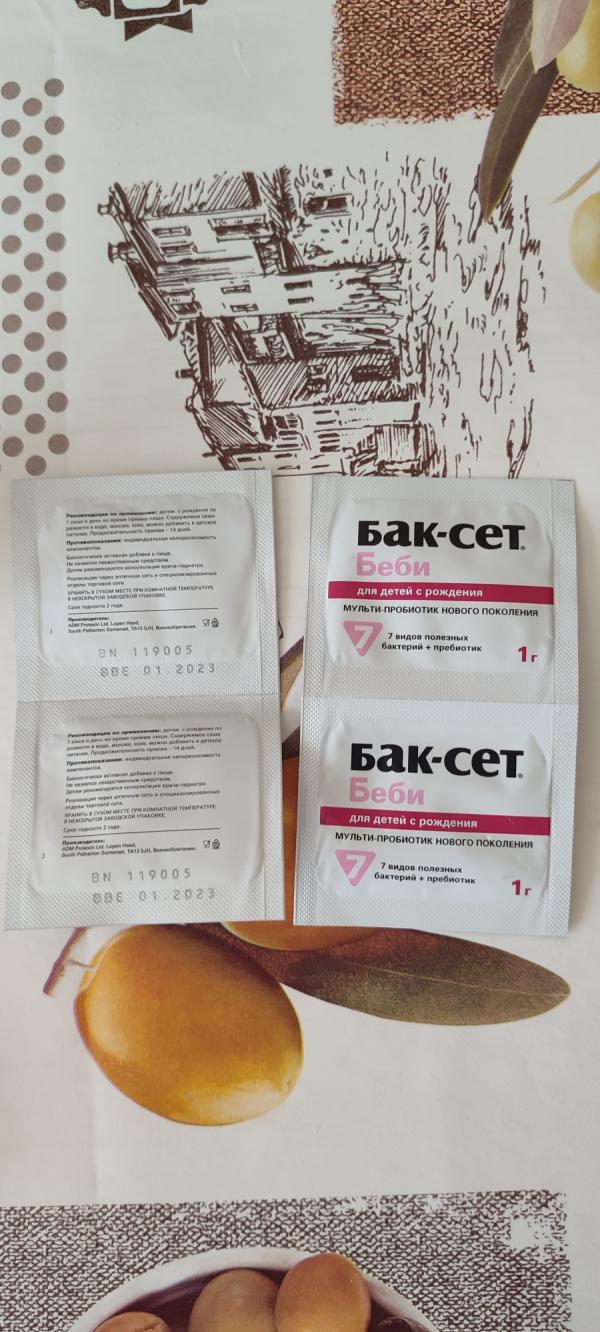 Рекомендации по применению: детям с рождения по
1 саше в день во время приема пищи. Содержимое саше
развести в воде, молоке, соке, можно добавить в детское
питание. Продолжительность приема - 14 дней.
Противопоказания: индивидуальная непереносимость
компонентов.
Биологически активная добавка к пище.
Не является лекарственным средством.
Детям рекомендуется консультация врача-педиатра.
Реализация через аптечную сеть и специализированные
отделы торговой сети.
ХРАНИТЬ В СУХОМ МЕСТЕ ПРИ КОМНАТНОЙ ТЕМПЕРАТУРЕ
В НЕВСКРЫТОЙ ЗАВОДСКОЙ УПАКОВКЕ.
Срок годности 2 года.
Производитель:
ADM Protexin Ltd. Lopen Head,
South Petherton Somerset, TA13 5JH, Великобритания.
BN 119005
BBE 01.2023
Рекомендации по применению: детям с рождения по
1 саше в день во время приема пищи. Содержимое саше
развести в воде, молоке, соке, можно добавить в детское
питание. Продолжительность приема - 14 дней.
Противопоказания: индивидуальная непереносимость
компонентов.
Биологически активная добавка к пище.
Не является лекарственным средством.
Детям рекомендуется консультация врача-педиатра.
Реализация через аптечную сеть и специализированные
отделы торговой сети.
ХРАНИТЬ В СУХОМ МЕСТЕ ПРИ КОМНАТНОЙ ТЕМПЕРАТУРЕ
В НЕВСКРЫТОЙ ЗАВОДСКОЙ УПАКОВКЕ.
Срок годности 2 года.
Производитель:
ADM Protexin Ltd. Lopen Head,
South Petherton Somerset, TA13 5JH, Великобритания.
BN 119005
BBE 01.2023
Бак-сет®
Беби
для детей с рождения
МУЛЬТИ-ПРОБИОТИК НОВОГО ПОКОЛЕНИЯ
7 7 видов полезных
бактерий + пребиотик
1г
Бак-сет®
Беби
для детей с рождения
МУЛЬТИ-ПРОБИОТИК НОВОГО ПОКОЛЕНИЯ
7 7 видов полезных
бактерий + пребиотик
1г